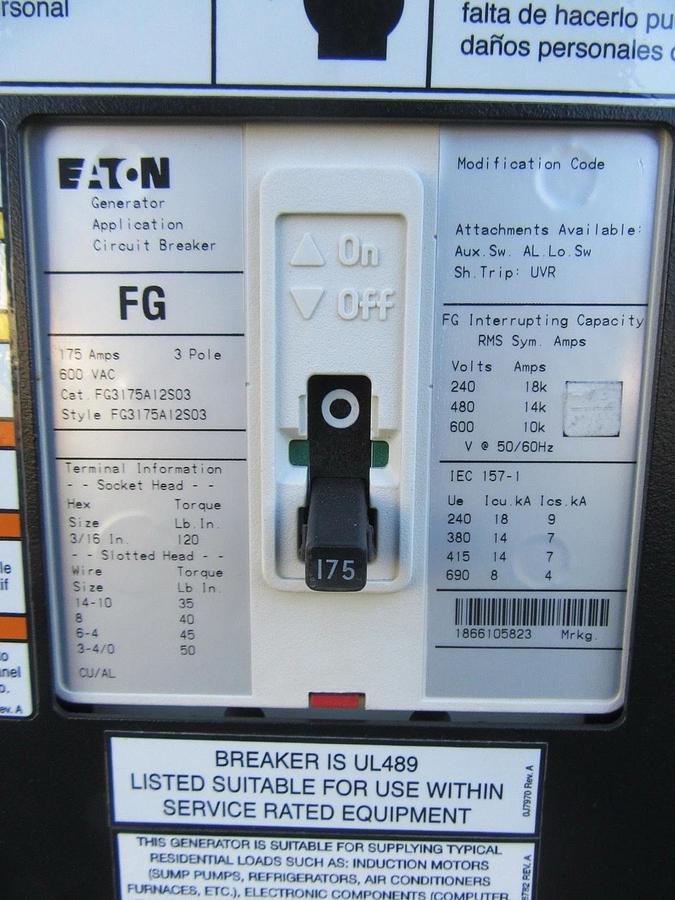 rsonal
falta de hacerlo pu
daños personales o
EATON
Generator
Application
Circuit Breaker
FG
175 Amps 3 Pole
600 VAC
Cat. FG3175A12S03
Style FG3175A12S03
Terminal Information
- - Socket Head - -
Hex Torque
Size Lb.In.
3/16 In. 120
- - Slotted Head - -
Wire Torque
Size Lb In.
14-10 35
8 40
6-4 45
3-4/0 50
CU/AL
On
Off
O
175
Modification Code
Attachments Available:
Aux.Sw. AL.Lo.Sw
Sh.Trip: UVR
FG Interrupting Capacity
RMS Sym. Amps
Volts Amps
240 18k
480 14k
600 10k
V @ 50/60Hz
IEC 157-1
Ue Icu.kA Ics.kA
240 18 9
380 14 7
415 14 7
690 8 4
1866105823 Mrkg.
le
if
o
nel
o.
ev. A
BREAKER IS UL489
LISTED SUITABLE FOR USE WITHIN
SERVICE RATED EQUIPMENT
0J7970 Rev. A
THIS GENERATOR IS SUITABLE FOR SUPPLYING TYPICAL
RESIDENTIAL LOADS SUCH AS: INDUCTION MOTORS
(SUMP PUMPS, REFRIGERATORS, AIR CONDITIONERS
FURNACES, ETC.), ELECTRONIC COMPONENTS (COMPUTER
REV. A